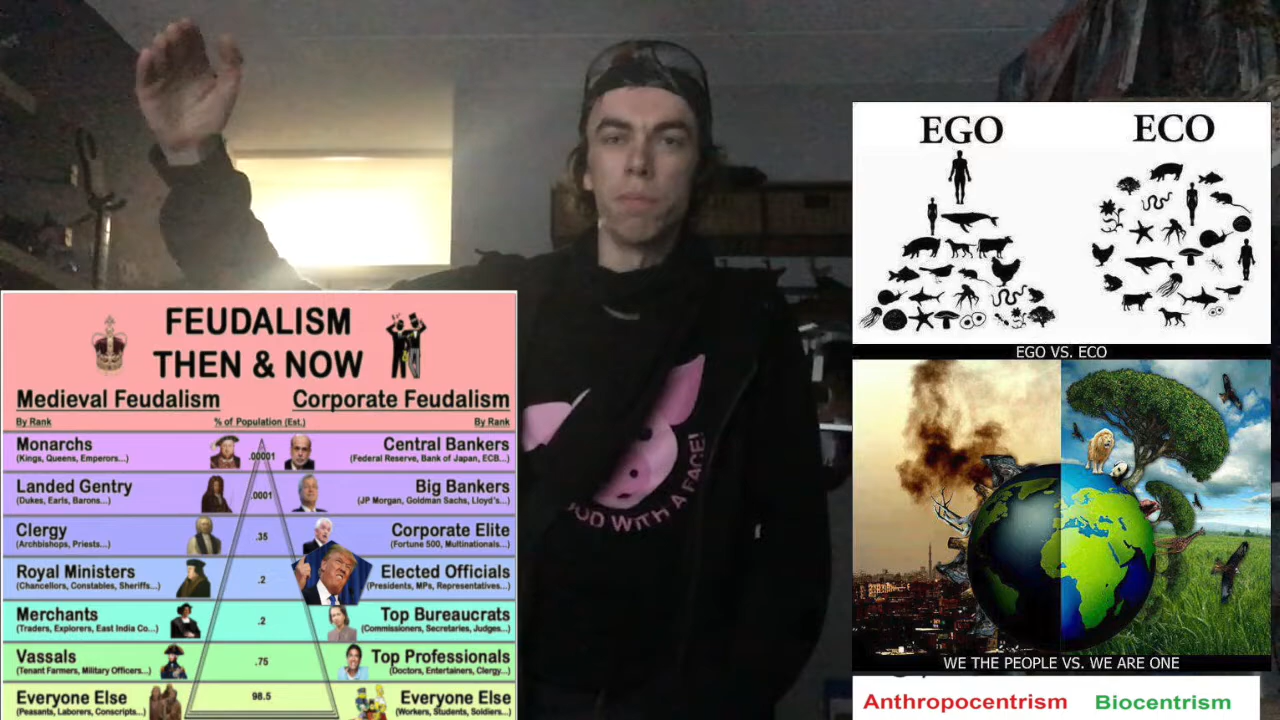 FEUDALISM
THEN & NOW
Medieval Feudalism
Corporate Feudalism
By Rank
% of Population (Est.)
By Rank
Monarchs
(Kings, Queens, Emperors...)
.00001
Central Bankers
(Federal Reserve, Bank of Japan, ECB...)
Landed Gentry
(Dukes, Earls, Barons...)
.0001
Big Bankers
(JP Morgan, Goldman Sachs, Lloyd's...)
Clergy
(Archbishops, Priests...)
.35
Corporate Elite
(Fortune 500, Multinationals...)
Royal Ministers
(Chancellors, Constables, Sheriffs...)
.2
Elected Officials
(Presidents, MPs, Representatives...)
Merchants
(Traders, Explorers, East India Co...)
.2
Top Bureaucrats
(Commissioners, Secretaries, Judges...)
Vassals
(Tenant Farmers, Military Officers...)
.75
Top Professionals
(Doctors, Entertainers, Clergy...)
Everyone Else
(Peasants, Laborers, Conscripts...)
98.5
Everyone Else
(Workers, Students, Soldiers...)
WITH A FACE!
EGO
ECO
EGO VS. ECO
WE THE PEOPLE VS. WE ARE ONE
Anthropocentrism
Biocentrism